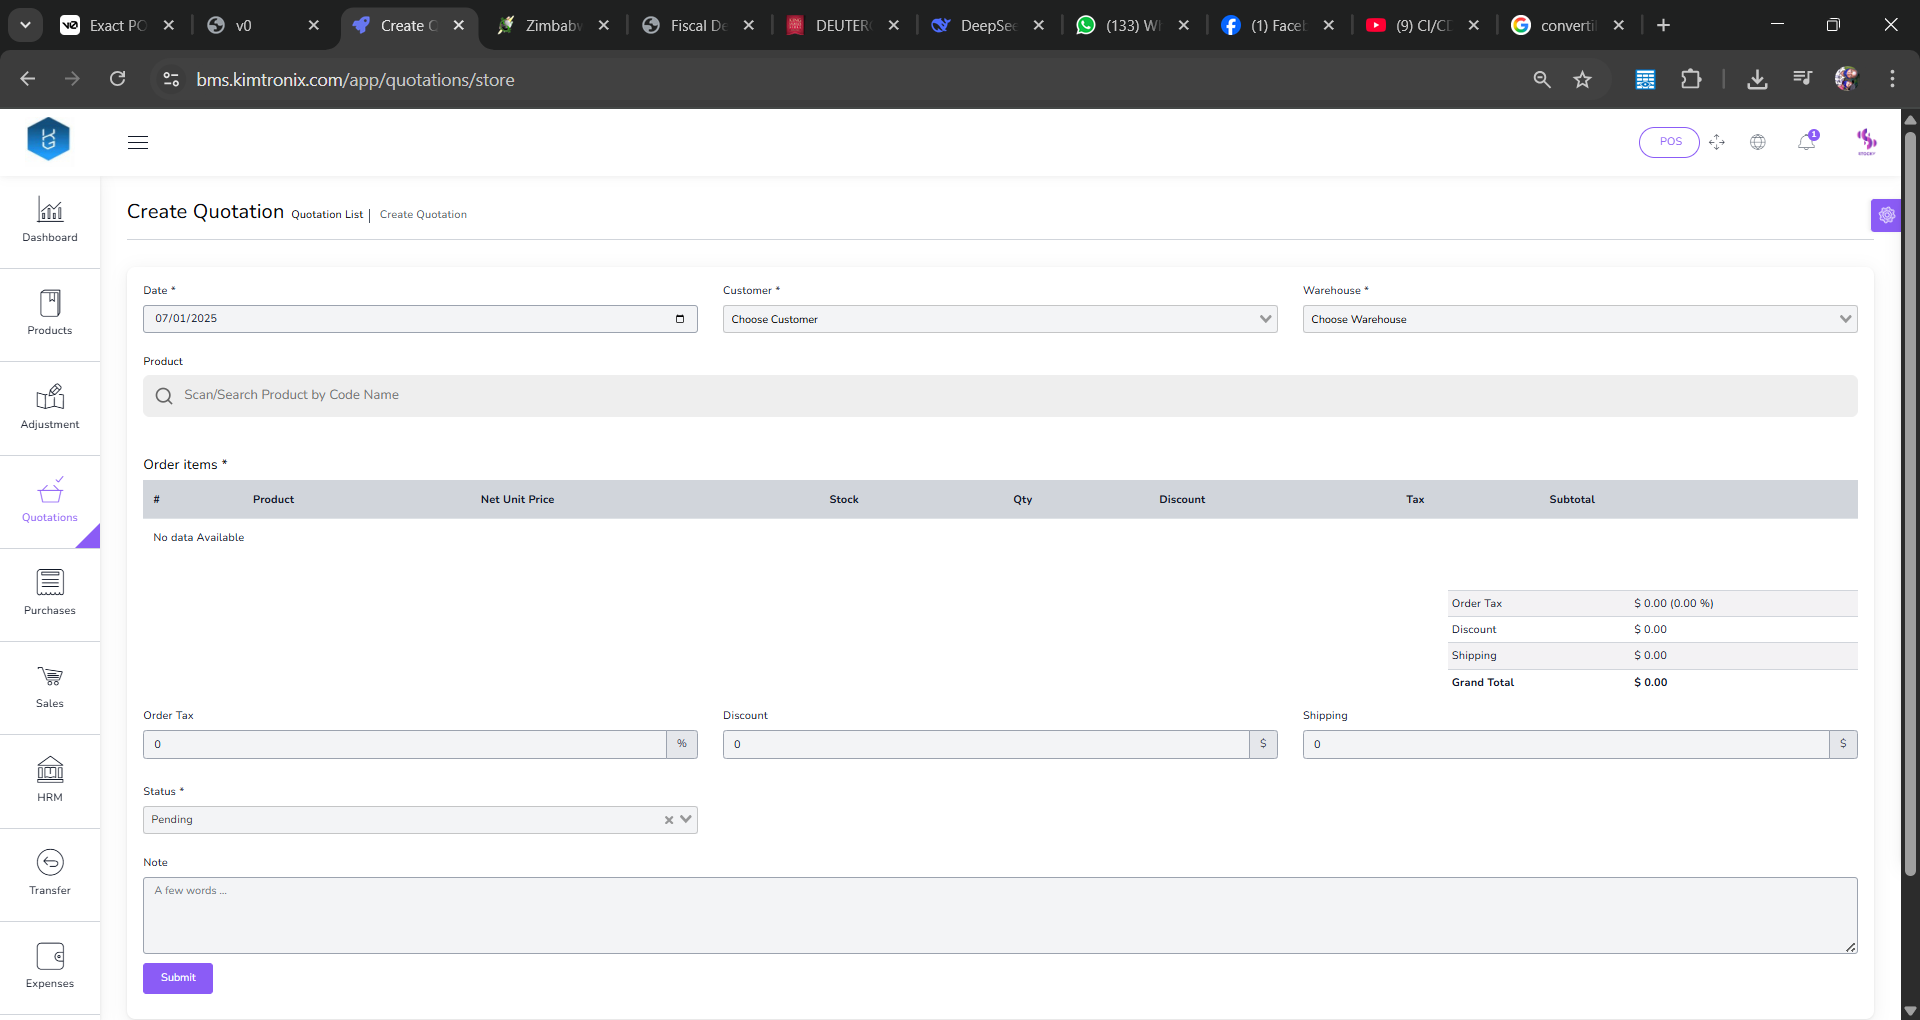 Exact PO
v0
Create Q
Zimbabw
Fiscal De
DEUTER
DeepSee
(133) W
(1) Faceb
(9) CI/CD
convertil
bms.kimtronix.com/app/quotations/store
POS
1
STOCKY
Create Quotation Quotation List | Create Quotation
Dashboard
Products
Adjustment
Quotations
Purchases
Sales
HRM
Transfer
Expenses
Date *
Customer *
Warehouse *
07/01/2025
Choose Customer
Choose Warehouse
Product
Scan/Search Product by Code Name
Order items *
# Product Net Unit Price Stock Qty Discount Tax Subtotal
No data Available
Order Tax $ 0.00 (0.00 %)
Discount $ 0.00
Shipping $ 0.00
Grand Total $ 0.00
Order Tax
Discount
Shipping
0 %
0 $
0 $
Status *
Pending
Note
A few words ...
Submit